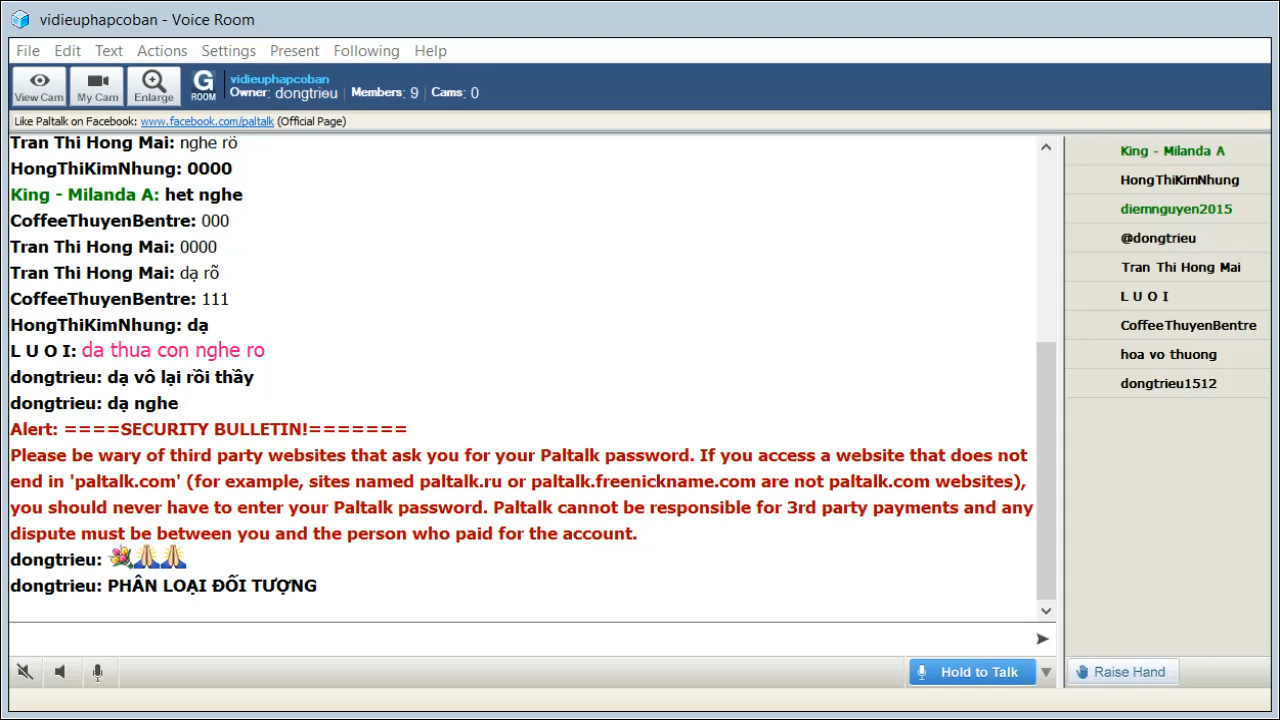 vidieuphapcoban - Voice Room
File Edit Text Actions Settings Present Following Help
View Cam My Cam Enlarge G ROOM
vidieuphapcoban
Owner: dongtrieu | Members: 9 | Cams: 0
Like Paltalk on Facebook: www.facebook.com/paltalk (Official Page)
Tran Thi Hong Mai: nghe rõ
HongThiKimNhung: 0000
King - Milanda A: het nghe
CoffeeThuyenBentre: 000
Tran Thi Hong Mai: 0000
Tran Thi Hong Mai: dạ rõ
CoffeeThuyenBentre: 111
HongThiKimNhung: dạ
L U O I: da thua con nghe ro
dongtrieu: dạ vô lại rồi thầy
dongtrieu: dạ nghe
Alert: ====SECURITY BULLETIN!=======
Please be wary of third party websites that ask you for your Paltalk password. If you access a website that does not
end in 'paltalk.com' (for example, sites named paltalk.ru or paltalk.freenickname.com are not paltalk.com websites),
you should never have to enter your Paltalk password. Paltalk cannot be responsible for 3rd party payments and any
dispute must be between you and the person who paid for the account.
dongtrieu: 💐🙏🙏
dongtrieu: PHÂN LOẠI ĐỐI TƯỢNG
King - Milanda A
HongThiKimNhung
diemnguyen2015
@dongtrieu
Tran Thi Hong Mai
L U O I
CoffeeThuyenBentre
hoa vo thuong
dongtrieu1512
Hold to Talk
Raise Hand